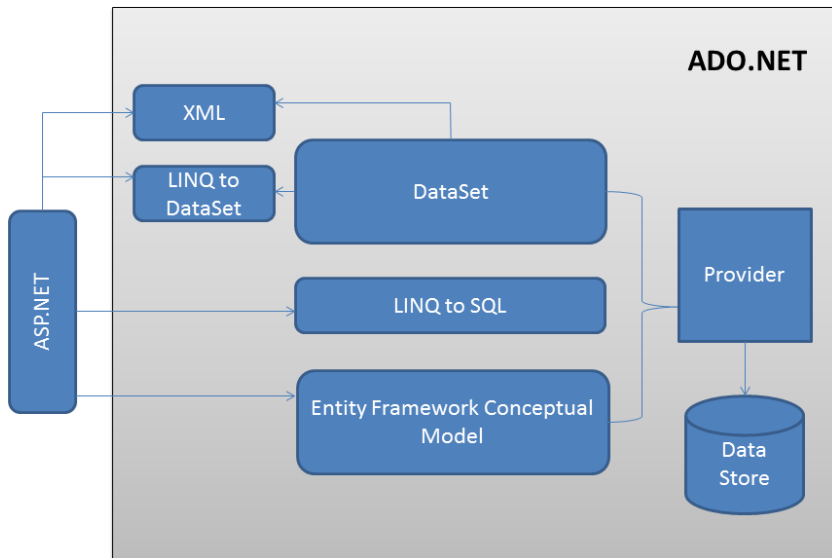 ADO.NET
XML
LINQ to
DataSet
DataSet
ASP.NET
Provider
LINQ to SQL
Entity Framework Conceptual
Model
Data
Store